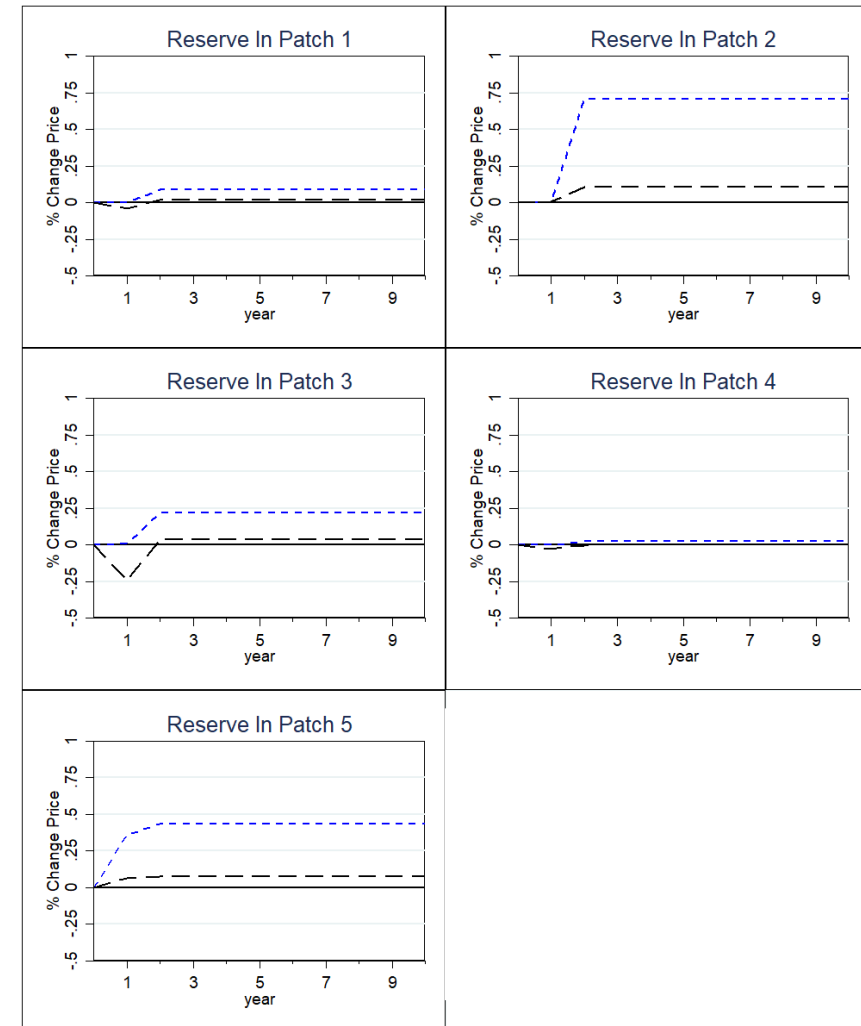 Reserve In Patch 1
% Change Price
1
.75
.5
.25
0
-.25
-.5
1 3 5 7 9
year
Reserve In Patch 2
% Change Price
1
.75
.5
.25
0
-.25
-.5
1 3 5 7 9
year
Reserve In Patch 3
% Change Price
1
.75
.5
.25
0
-.25
-.5
1 3 5 7 9
year
Reserve In Patch 4
% Change Price
1
.75
.5
.25
0
-.25
-.5
1 3 5 7 9
year
Reserve In Patch 5
% Change Price
1
.75
.5
.25
0
-.25
-.5
1 3 5 7 9
year